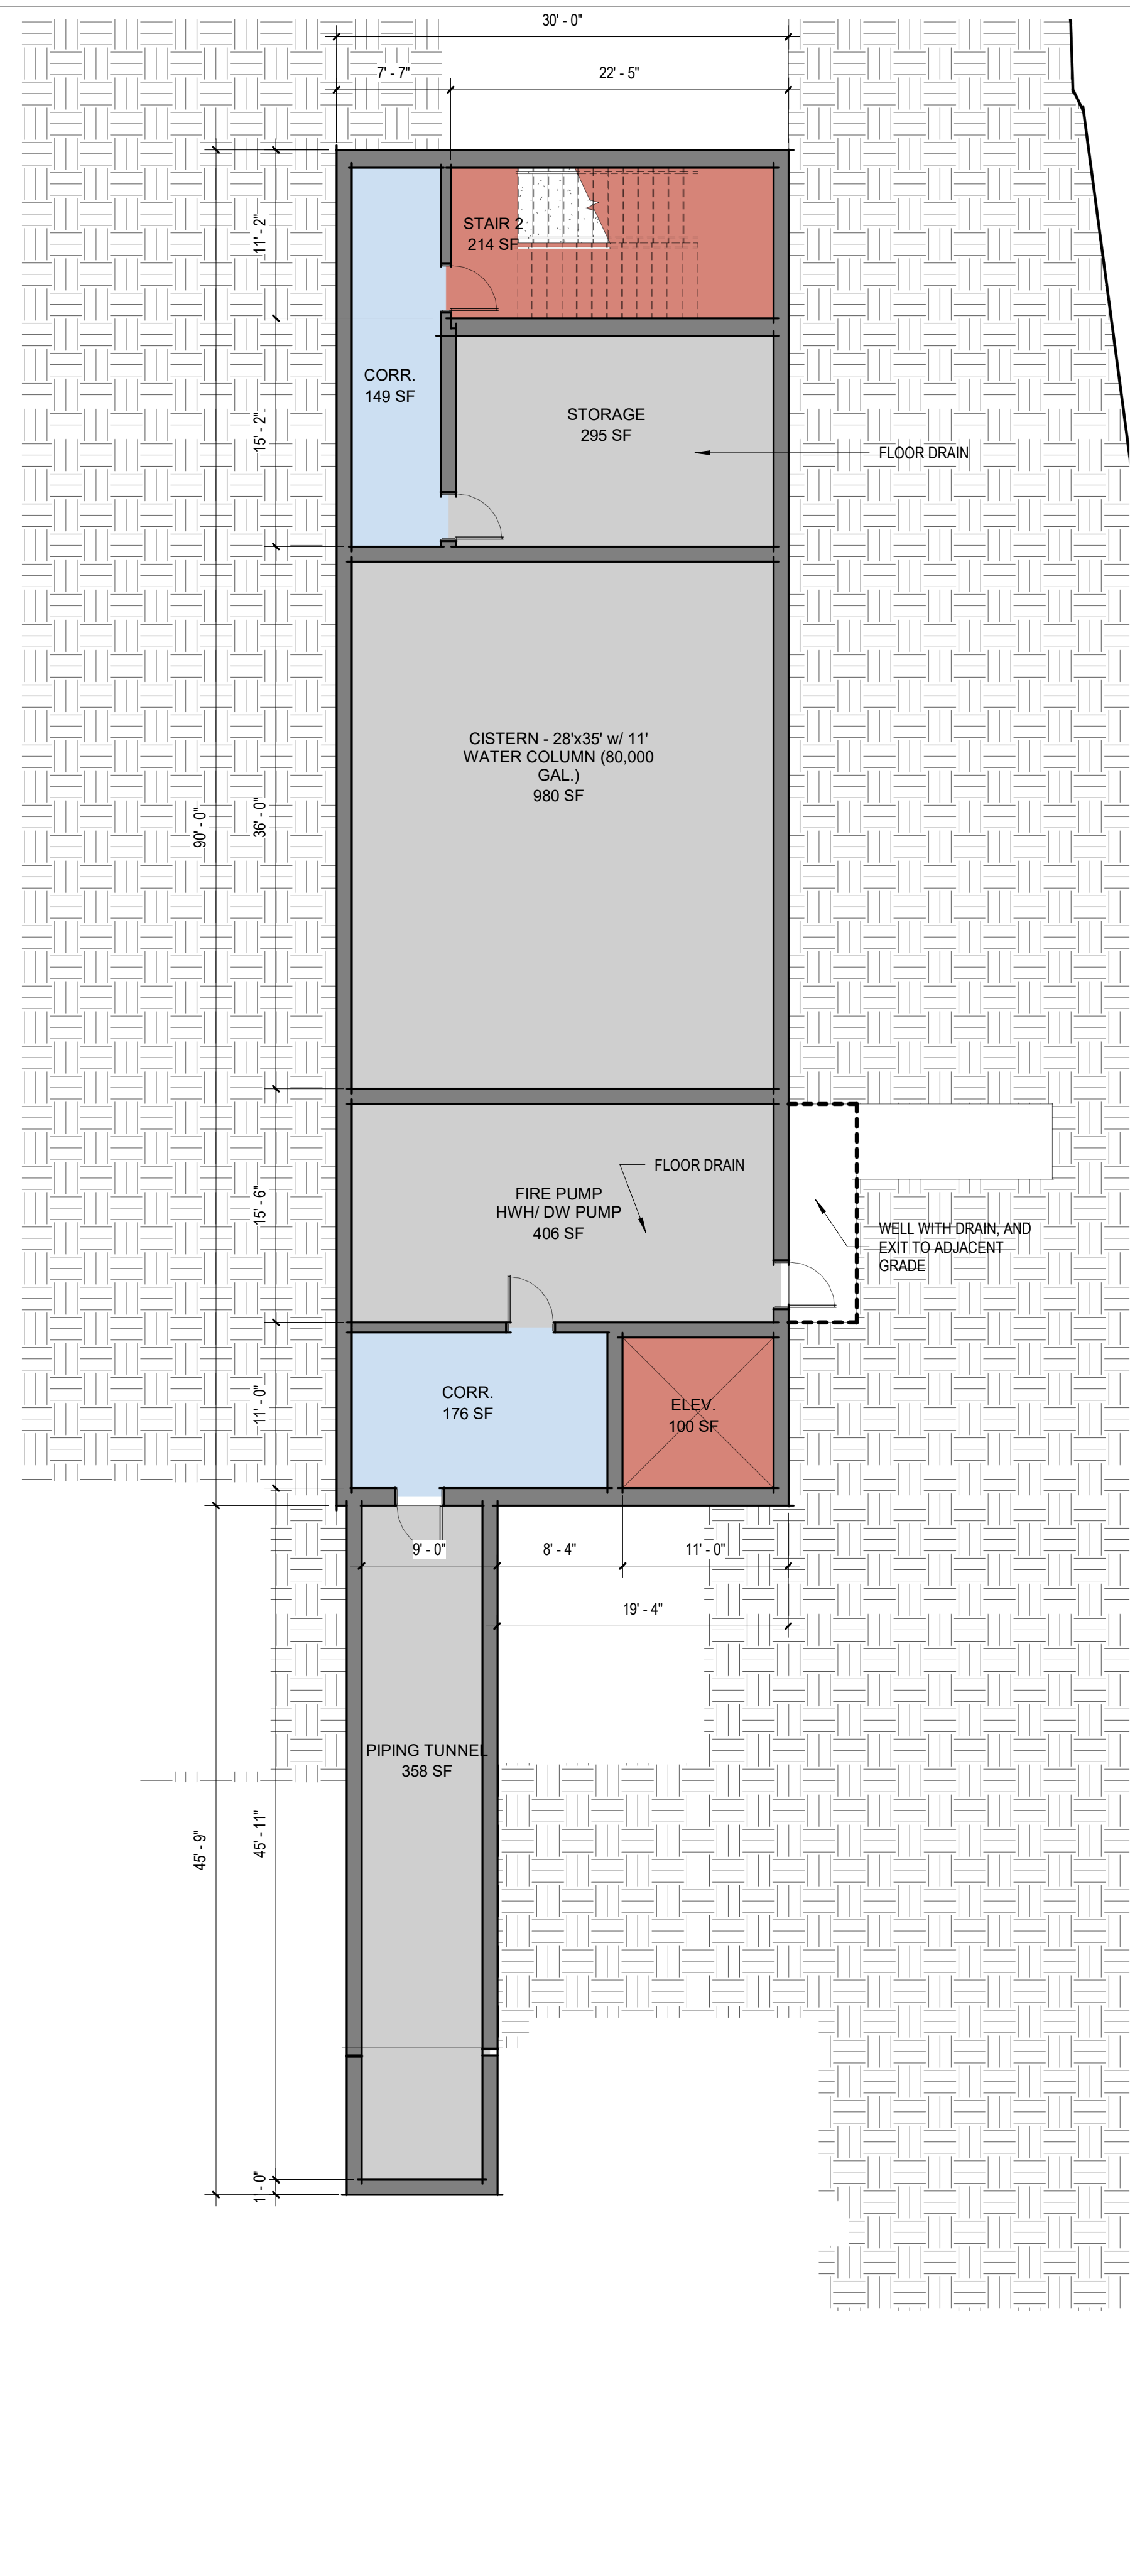 30' - 0"
7' - 7"
22' - 5"
11' - 2"
STAIR 2
214 SF
CORR.
149 SF
15' - 2"
STORAGE
295 SF
FLOOR DRAIN
CISTERN - 28'x35' w/ 11'
WATER COLUMN (80,000
GAL.)
980 SF
90' - 0"
36' - 0"
FLOOR DRAIN
15' - 6"
FIRE PUMP
HWH/ DW PUMP
406 SF
WELL WITH DRAIN, AND
EXIT TO ADJACENT
GRADE
11' - 0"
CORR.
176 SF
ELEV.
100 SF
9' - 0"
8' - 4"
11' - 0"
19' - 4"
PIPING TUNNEL
358 SF
45' - 9"
45' - 11"
1' - 0"